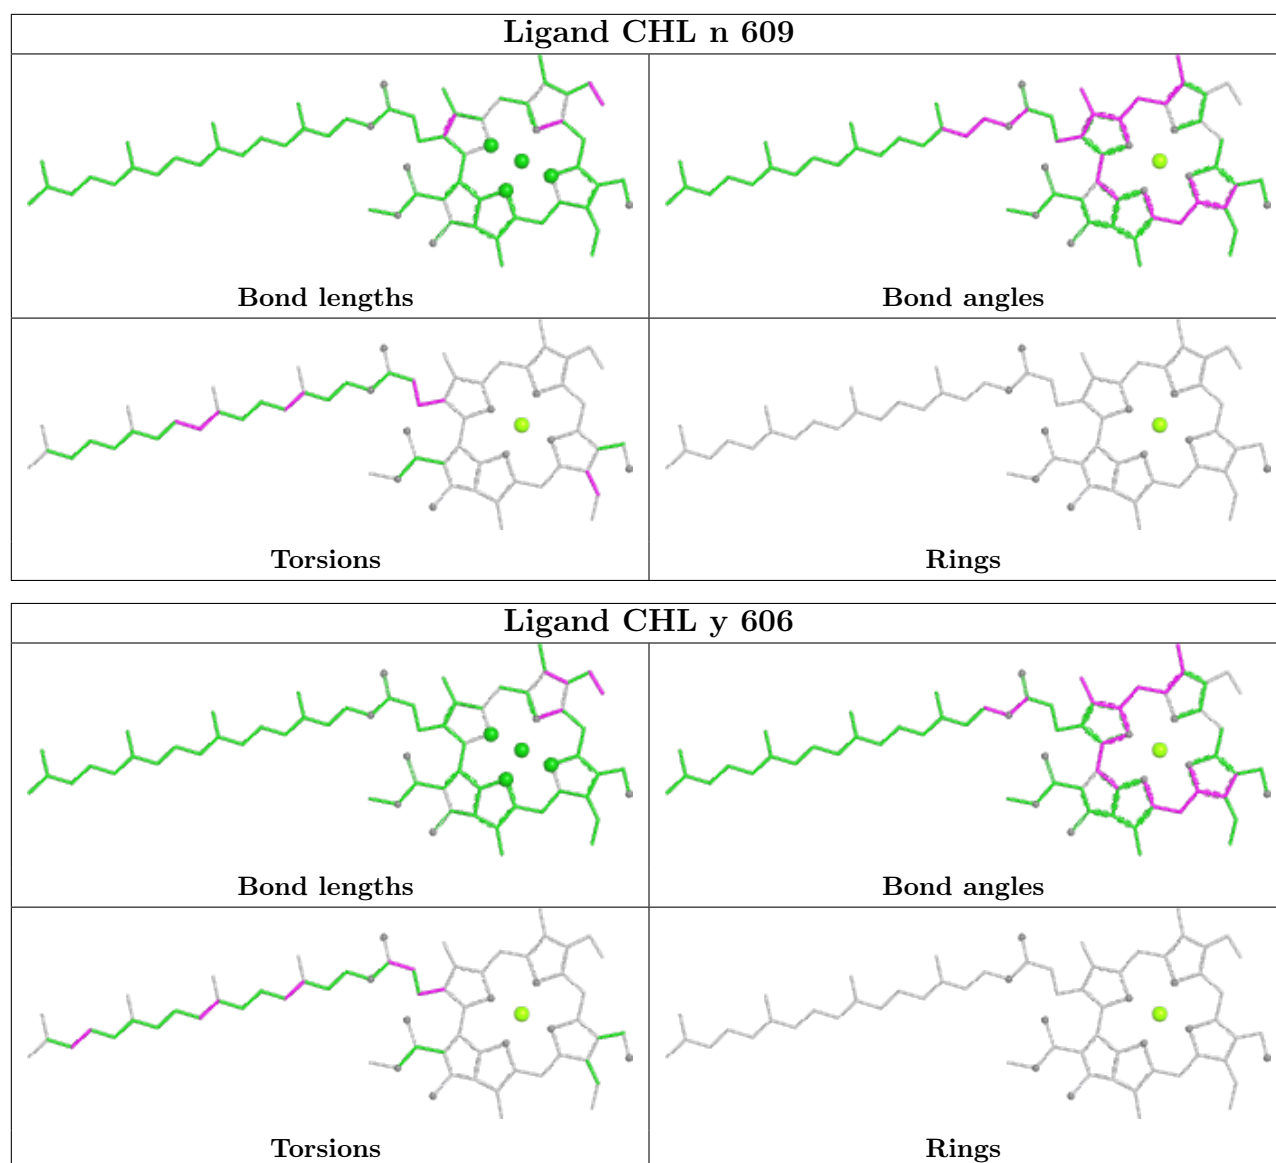 Ligand CHL n 609
Bond lengths
Bond angles
Torsions
Rings
Ligand CHL y 606
Bond lengths
Bond angles
Torsions
Rings